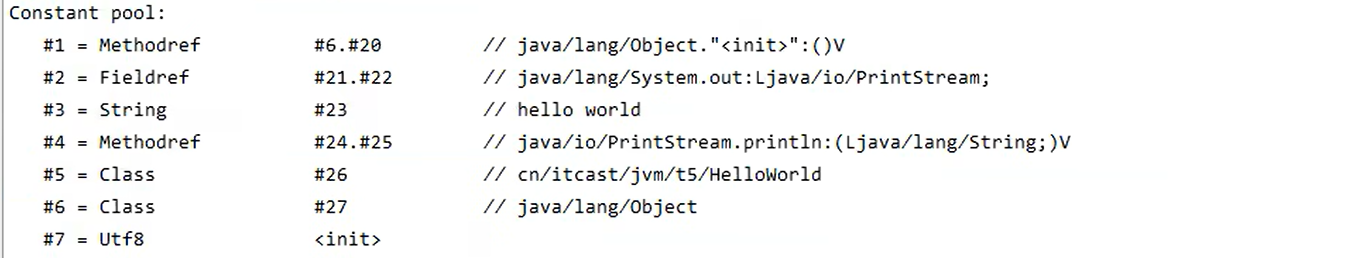 Constant pool:
#1 = Methodref #6.#20 // java/lang/Object."<init>":()V
#2 = Fieldref #21.#22 // java/lang/System.out:Ljava/io/PrintStream;
#3 = String #23 // hello world
#4 = Methodref #24.#25 // java/io/PrintStream.println:(Ljava/lang/String;)V
#5 = Class #26 // cn/itcast/jvm/t5/HelloWorld
#6 = Class #27 // java/lang/Object
#7 = Utf8 <init>